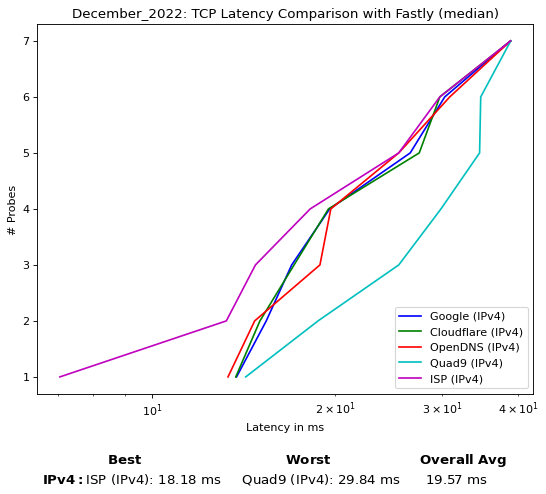 December_2022: TCP Latency Comparison with Fastly (median)
7
6
5
4
3
2
1
# Probes
Google (IPv4)
Cloudflare (IPv4)
OpenDNS (IPv4)
Quad9 (IPv4)
ISP (IPv4)
10¹ 2 × 10¹ 3 × 10¹ 4 × 10¹
Latency in ms
Best Worst Overall Avg
IPv4: ISP (IPv4): 18.18 ms Quad9 (IPv4): 29.84 ms 19.57 ms